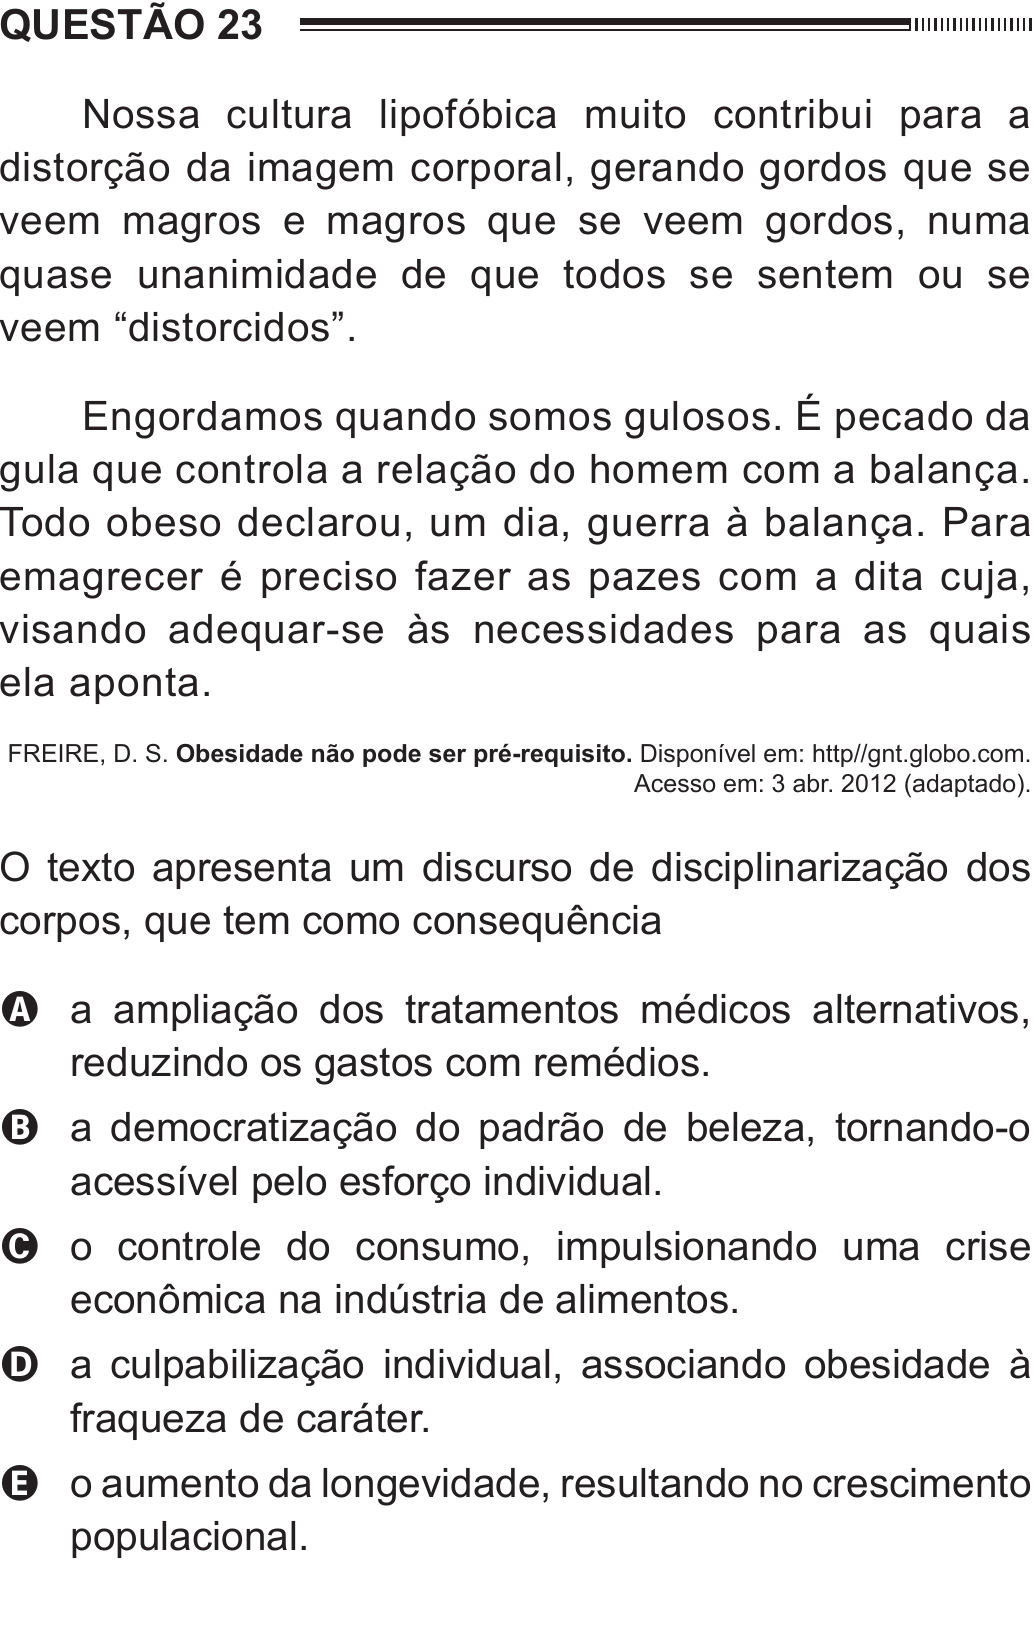 QUESTÃO 23
Nossa cultura lipofóbica muito contribui para a
distorção da imagem corporal, gerando gordos que se
veem magros e magros que se veem gordos, numa
quase unanimidade de que todos se sentem ou se
veem “distorcidos”.
Engordamos quando somos gulosos. É pecado da
gula que controla a relação do homem com a balança.
Todo obeso declarou, um dia, guerra à balança. Para
emagrecer é preciso fazer as pazes com a dita cuja,
visando adequar-se às necessidades para as quais
ela aponta.
FREIRE, D. S. Obesidade não pode ser pré-requisito. Disponível em: http//gnt.globo.com.
Acesso em: 3 abr. 2012 (adaptado).
O texto apresenta um discurso de disciplinarização dos
corpos, que tem como consequência
A a ampliação dos tratamentos médicos alternativos,
reduzindo os gastos com remédios.
B a democratização do padrão de beleza, tornando-o
acessível pelo esforço individual.
C o controle do consumo, impulsionando uma crise
econômica na indústria de alimentos.
D a culpabilização individual, associando obesidade à
fraqueza de caráter.
E o aumento da longevidade, resultando no crescimento
populacional.